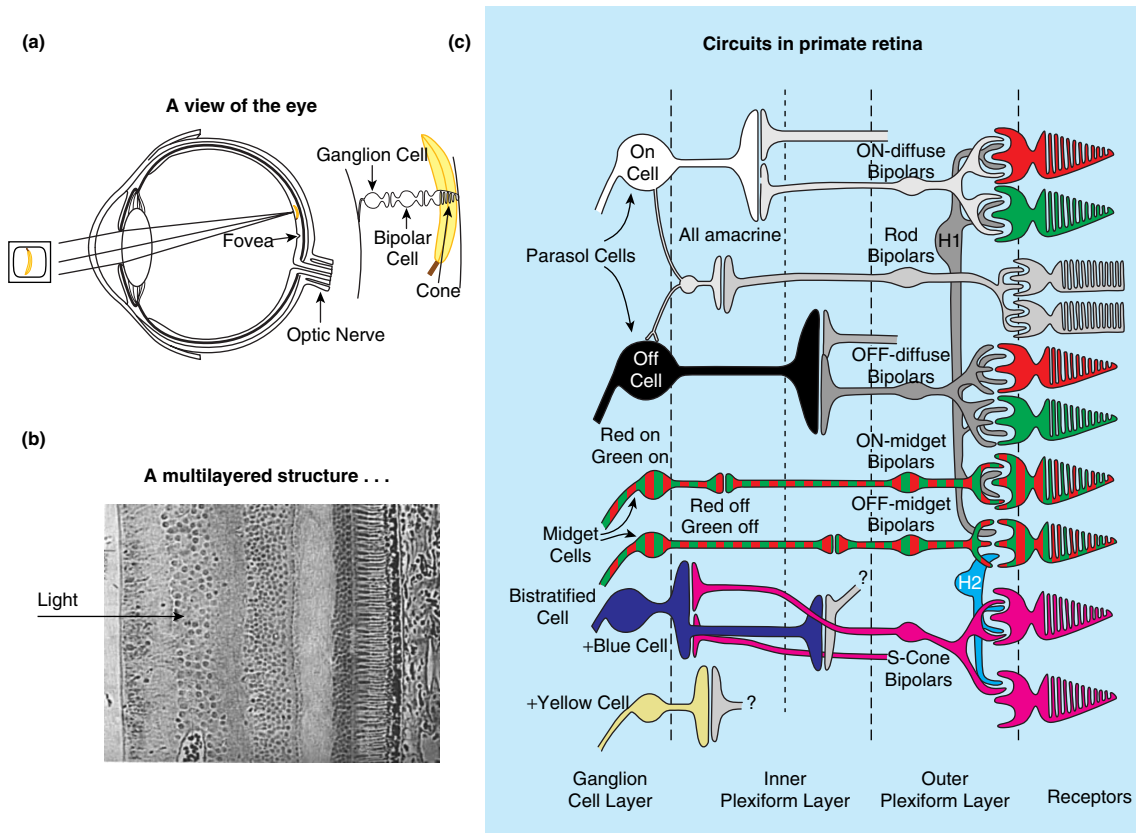 (a)
A view of the eye
Ganglion Cell
Fovea
Bipolar
Cell
Cone
Optic Nerve
(b)
A multilayered structure . . .
Light
(c)
Circuits in primate retina
On
Cell
ON-diffuse
Bipolars
Parasol Cells
All amacrine
Rod
Bipolars
H1
Off
Cell
OFF-diffuse
Bipolars
Red on
Green on
ON-midget
Bipolars
Red off
Green off
OFF-midget
Bipolars
Midget
Cells
Bistratified
Cell
?
H2
+Blue Cell
S-Cone
Bipolars
+Yellow Cell
?
Ganglion
Cell Layer
Inner
Plexiform Layer
Outer
Plexiform Layer
Receptors